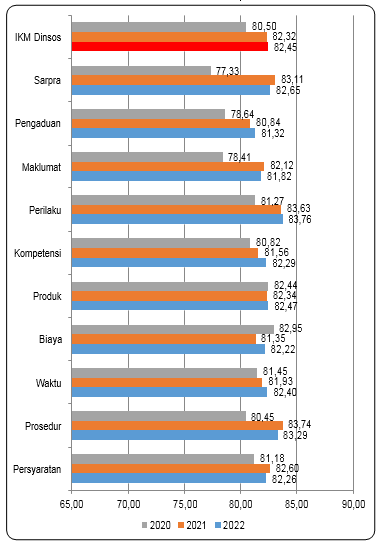 IKM Dinsos
80,50
82,32
82,45
Sarpra
77,33
83,11
82,65
Pengaduan
78,64
80,84
81,32
Maklumat
78,41
82,12
81,82
Perilaku
81,27
83,63
83,76
Kompetensi
80,82
81,56
82,29
Produk
82,44
82,34
82,47
Biaya
82,95
81,35
82,22
Waktu
81,45
81,93
82,40
Prosedur
80,45
83,74
83,29
Persyaratan
81,18
82,60
82,26
65,00 70,00 75,00 80,00 85,00 90,00
2020 2021 2022